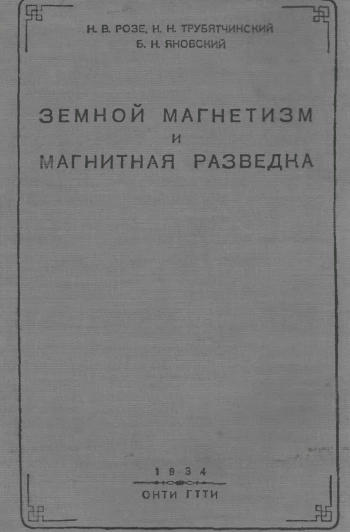 Н. В. РОЗЕ, Н. Н. ТРУБЯТЧИНСКИЙ
Б. Н. ЯНОВСКИЙ
ЗЕМНОЙ МАГНЕТИЗМ
И
МАГНИТНАЯ РАЗВЕДКА
1934
ОНТИ ГТТИ